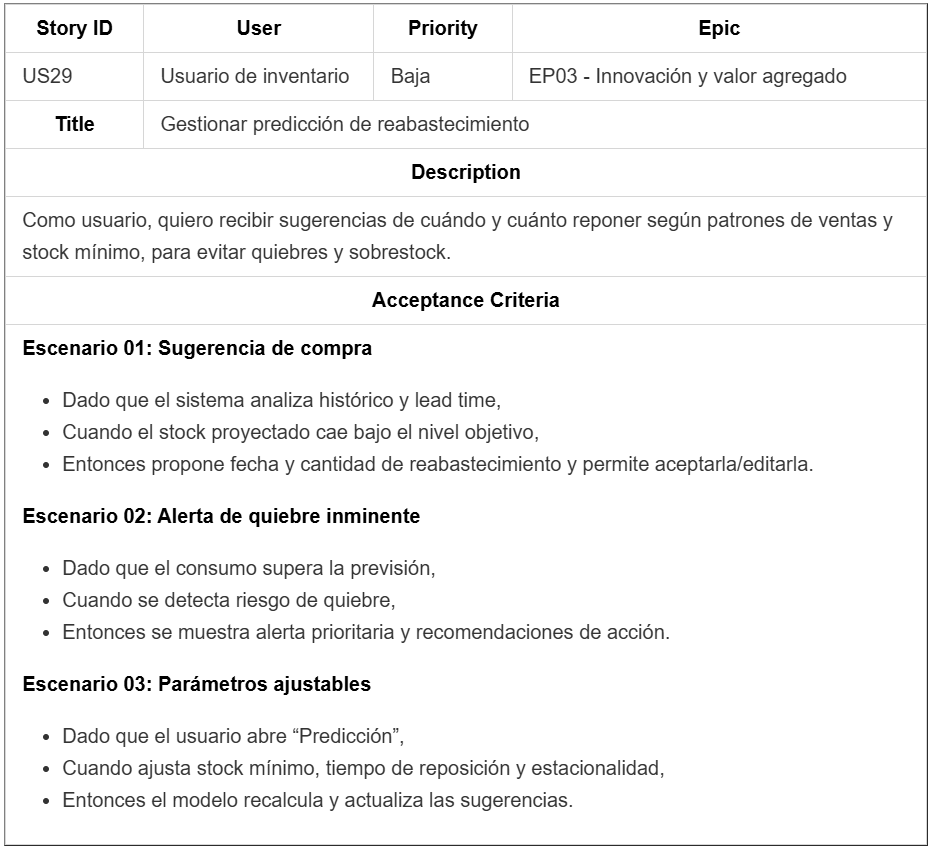 Story ID User Priority Epic
US29 Usuario de inventario Baja EP03 - Innovación y valor agregado
Title Gestionar predicción de reabastecimiento
Description
Como usuario, quiero recibir sugerencias de cuándo y cuánto reponer según patrones de ventas y
stock mínimo, para evitar quiebres y sobrestock.
Acceptance Criteria
Escenario 01: Sugerencia de compra
• Dado que el sistema analiza histórico y lead time,
• Cuando el stock proyectado cae bajo el nivel objetivo,
• Entonces propone fecha y cantidad de reabastecimiento y permite aceptarla/editarla.
Escenario 02: Alerta de quiebre inminente
• Dado que el consumo supera la previsión,
• Cuando se detecta riesgo de quiebre,
• Entonces se muestra alerta prioritaria y recomendaciones de acción.
Escenario 03: Parámetros ajustables
• Dado que el usuario abre “Predicción”,
• Cuando ajusta stock mínimo, tiempo de reposición y estacionalidad,
• Entonces el modelo recalcula y actualiza las sugerencias.